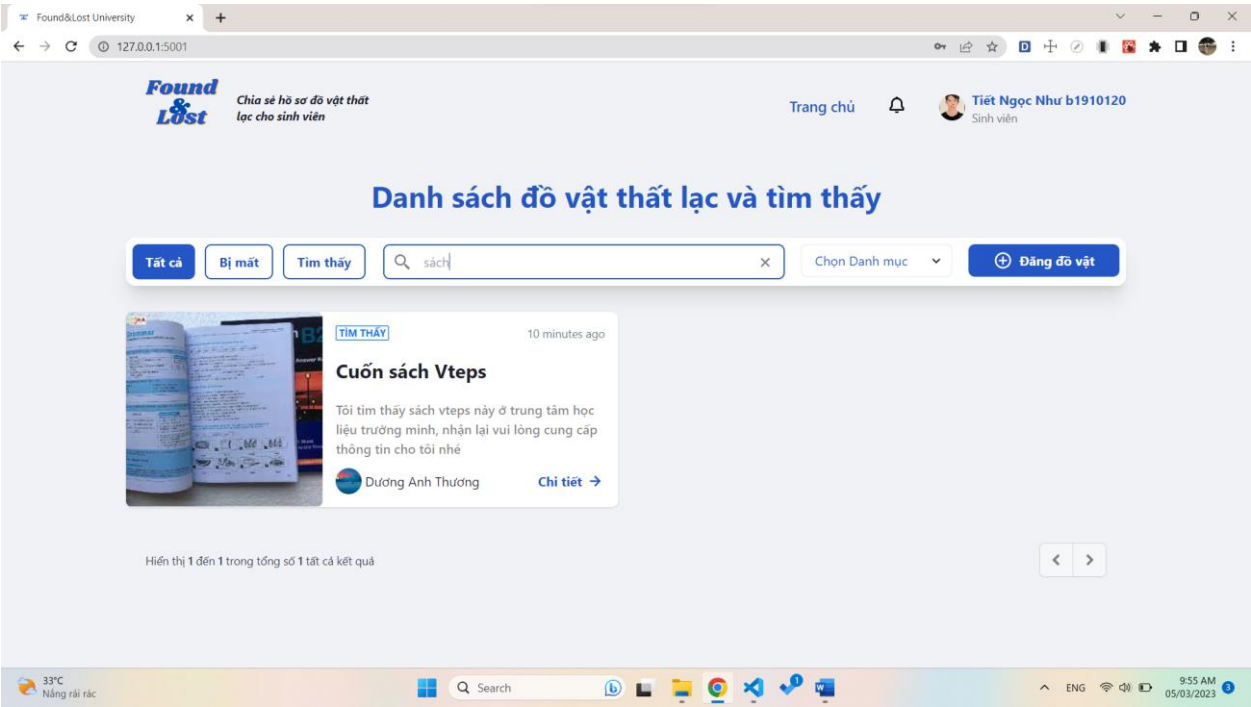 Found&Lost University
127.0.0.1:5001
Found
&
Lost
Chia sẻ hồ sơ đồ vật thất
lạc cho sinh viên
Trang chủ
Tiết Ngọc Như b1910120
Sinh viên
Danh sách đồ vật thất lạc và tìm thấy
Tất cả
Bị mất
Tìm thấy
sách
Chọn Danh mục
Đăng đồ vật
TÌM THẤY
10 minutes ago
Cuốn sách Vteps
Tôi tìm thấy sách vteps này ở trung tâm học
liệu trường mình, nhận lại vui lòng cung cấp
thông tin cho tôi nhé
Dương Anh Thương
Chi tiết
Hiển thị 1 đến 1 trong tổng số 1 tất cả kết quả
33°C
Nắng rải rác
Search
ENG
9:55 AM
05/03/2023
3